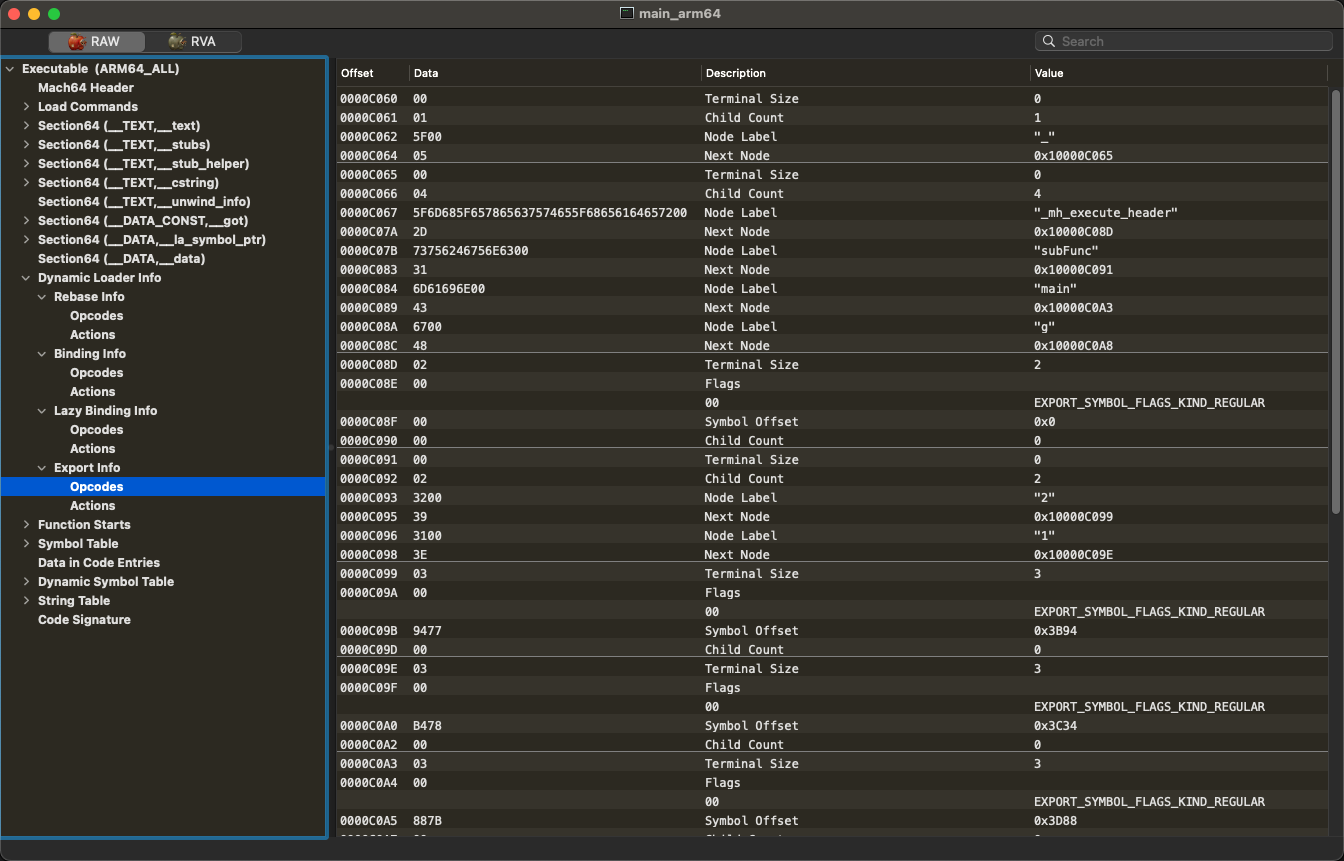 main_arm64
RAW RVA Search
Executable (ARM64_ALL)
Mach64 Header
Load Commands
Section64 (__TEXT,__text)
Section64 (__TEXT,__stubs)
Section64 (__TEXT,__stub_helper)
Section64 (__TEXT,__cstring)
Section64 (__TEXT,__unwind_info)
Section64 (__DATA_CONST,__got)
Section64 (__DATA,__la_symbol_ptr)
Section64 (__DATA,__data)
Dynamic Loader Info
Rebase Info
Opcodes
Actions
Binding Info
Opcodes
Actions
Lazy Binding Info
Opcodes
Actions
Export Info
Opcodes
Actions
Function Starts
Symbol Table
Data in Code Entries
Dynamic Symbol Table
String Table
Code Signature
Offset Data Description Value
0000C060 00 Terminal Size 0
0000C061 01 Child Count 1
0000C062 5F00 Node Label "_"
0000C064 05 Next Node 0x10000C065
0000C065 00 Terminal Size 0
0000C066 04 Child Count 4
0000C067 5F6D685F657865637574655F68656164657200 Node Label "_mh_execute_header"
0000C07A 2D Next Node 0x10000C08D
0000C07B 73756246756E6300 Node Label "subFunc"
0000C083 31 Next Node 0x10000C091
0000C084 6D61696E00 Node Label "main"
0000C089 43 Next Node 0x10000C0A3
0000C08A 6700 Node Label "g"
0000C08C 48 Next Node 0x10000C0A8
0000C08D 02 Terminal Size 2
0000C08E 00 Flags
00 EXPORT_SYMBOL_FLAGS_KIND_REGULAR
0000C08F 00 Symbol Offset 0x0
0000C090 00 Child Count 0
0000C091 00 Terminal Size 0
0000C092 02 Child Count 2
0000C093 3200 Node Label "2"
0000C095 39 Next Node 0x10000C099
0000C096 3100 Node Label "1"
0000C098 3E Next Node 0x10000C09E
0000C099 03 Terminal Size 3
0000C09A 00 Flags
00 EXPORT_SYMBOL_FLAGS_KIND_REGULAR
0000C09B 9477 Symbol Offset 0x3B94
0000C09D 00 Child Count 0
0000C09E 03 Terminal Size 3
0000C09F 00 Flags
00 EXPORT_SYMBOL_FLAGS_KIND_REGULAR
0000C0A0 B478 Symbol Offset 0x3C34
0000C0A2 00 Child Count 0
0000C0A3 03 Terminal Size 3
0000C0A4 00 Flags
00 EXPORT_SYMBOL_FLAGS_KIND_REGULAR
0000C0A5 887B Symbol Offset 0x3D88